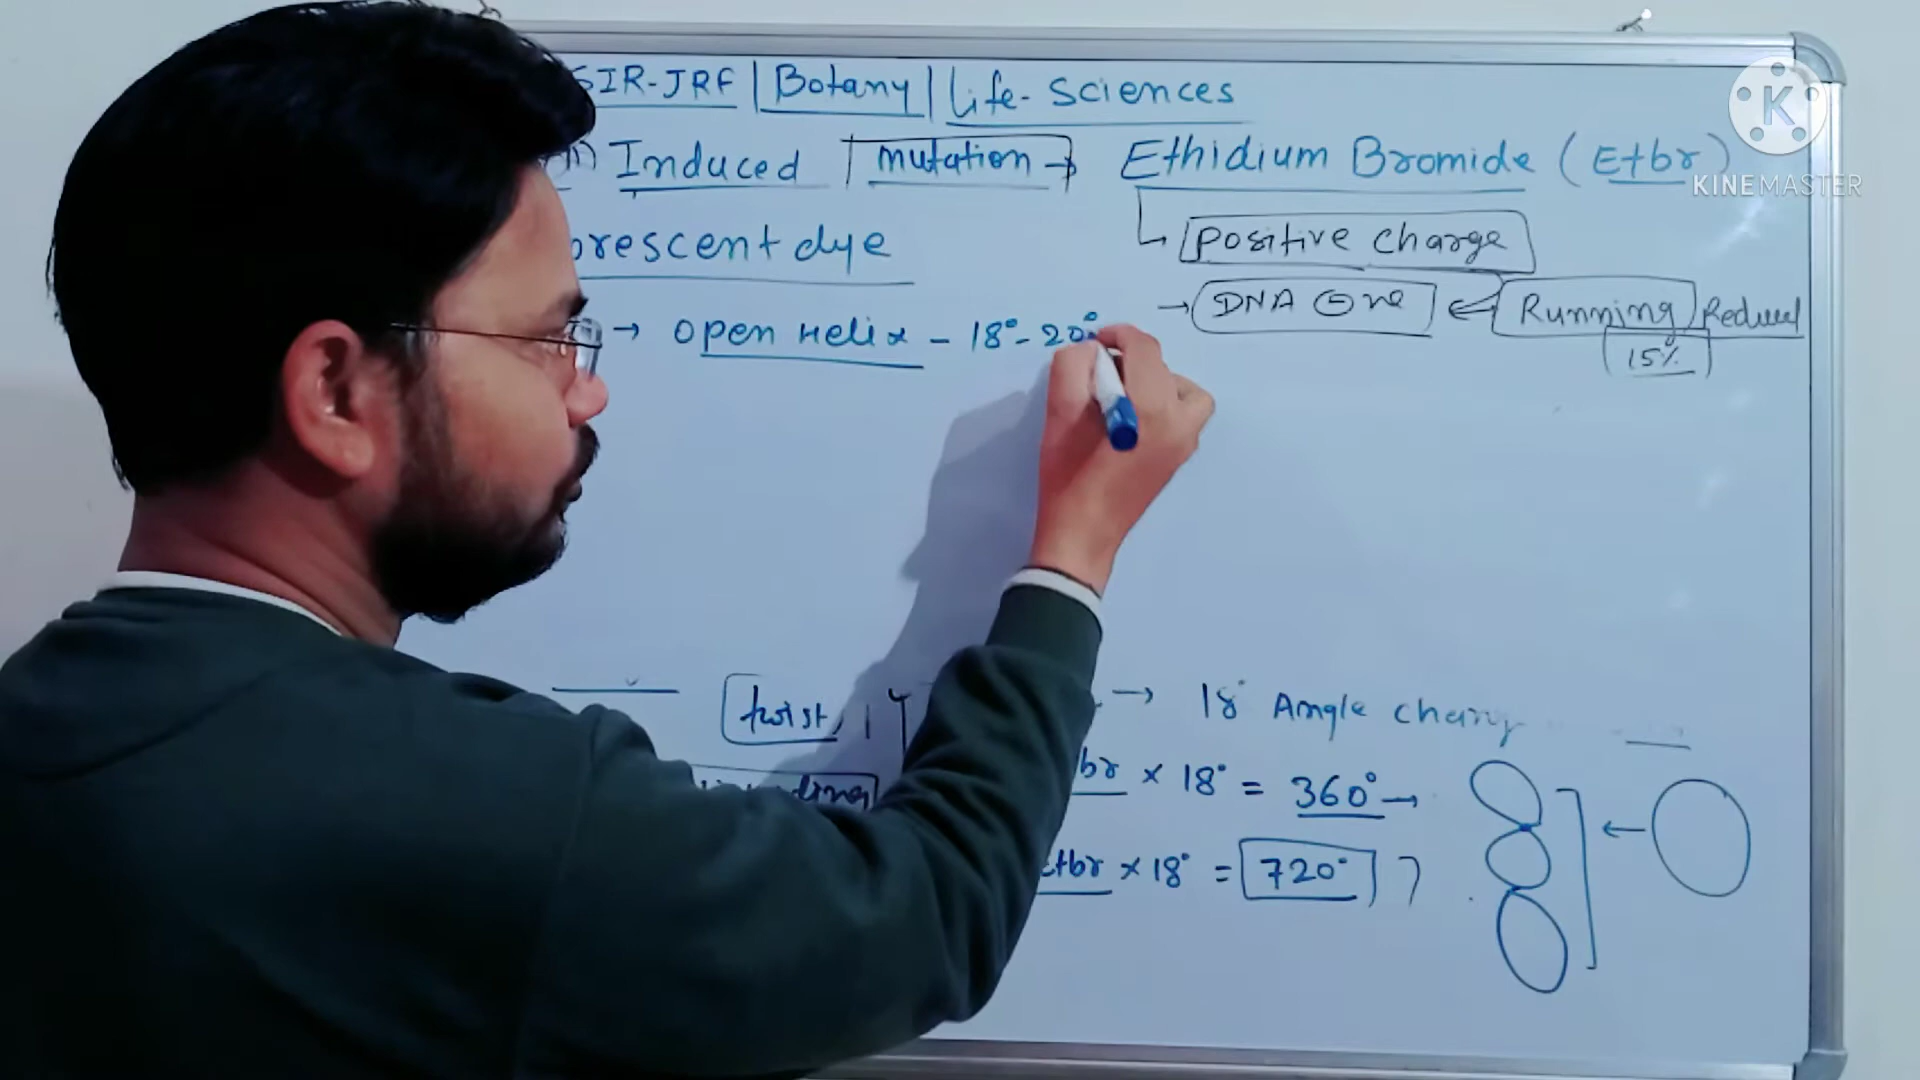 SIR-JRF | Botany | Life-Sciences
K
KINEMASTER
Induced mutation → Ethidium Bromide (Etbr)
orescent dye
Positive Charge
→ DNA ⊖ve ← Running Reduced
15%
→ Open Helix - 18°-20°
twist
→ 18° Angle
br × 18° = 360° →
Etbr × 18° = 720°